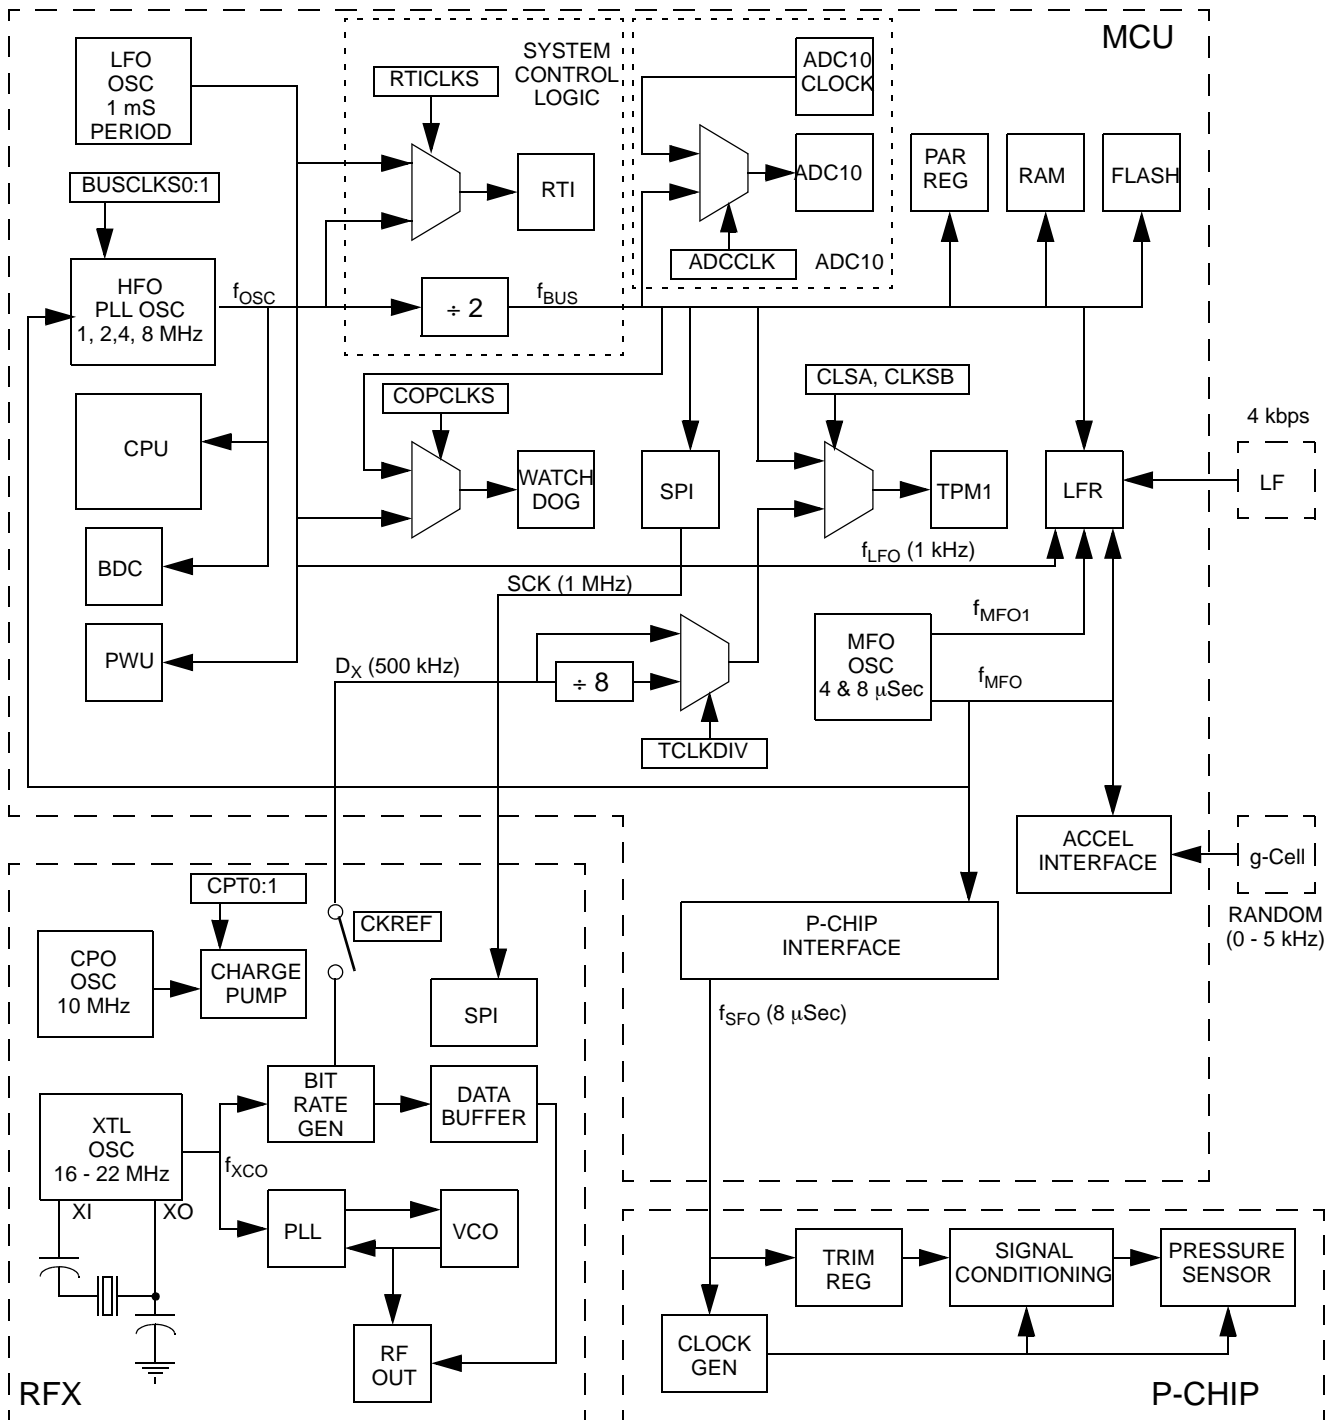 MCU
LFO
OSC
1 mS
PERIOD
SYSTEM
CONTROL
LOGIC
RTICLKS
ADC10
CLOCK
BUSCLKS0:1
RTI
ADC10
PAR
REG
RAM
FLASH
ADCCLK
ADC10
HFO
PLL OSC
1, 2,4, 8 MHz
fOSC
÷ 2
fBUS
COPCLKS
CLSA, CLKSB
CPU
WATCH
DOG
SPI
TPM1
LFR
4 kbps
LF
BDC
fLFO (1 kHz)
SCK (1 MHz)
PWU
DX (500 kHz)
÷ 8
MFO
OSC
4 & 8 μSec
fMFO1
fMFO
TCLKDIV
ACCEL
INTERFACE
g-Cell
RANDOM
(0 - 5 kHz)
CPT0:1
CKREF
P-CHIP
INTERFACE
CPO
OSC
10 MHz
CHARGE
PUMP
SPI
fSFO (8 μSec)
XTL
OSC
16 - 22 MHz
BIT
RATE
GEN
DATA
BUFFER
fXCO
XI
XO
PLL
VCO
TRIM
REG
SIGNAL
CONDITIONING
PRESSURE
SENSOR
RF
OUT
CLOCK
GEN
RFX
P-CHIP